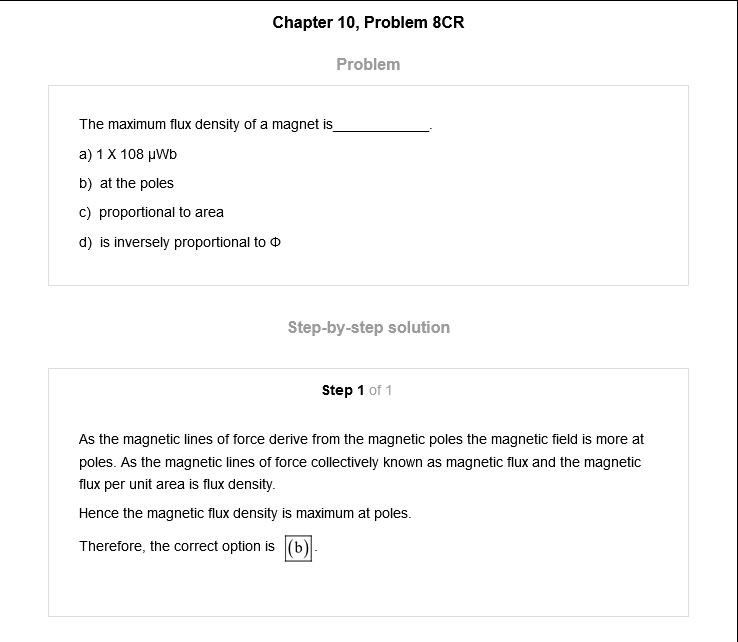 Chapter 10, Problem 8CR
Problem
The maximum flux density of a magnet is_____________.
a) 1 X 108 µWb
b) at the poles
c) proportional to area
d) is inversely proportional to Φ
Step-by-step solution
Step 1 of 1
As the magnetic lines of force derive from the magnetic poles the magnetic field is more at
poles. As the magnetic lines of force collectively known as magnetic flux and the magnetic
flux per unit area is flux density.
Hence the magnetic flux density is maximum at poles.
Therefore, the correct option is (b).